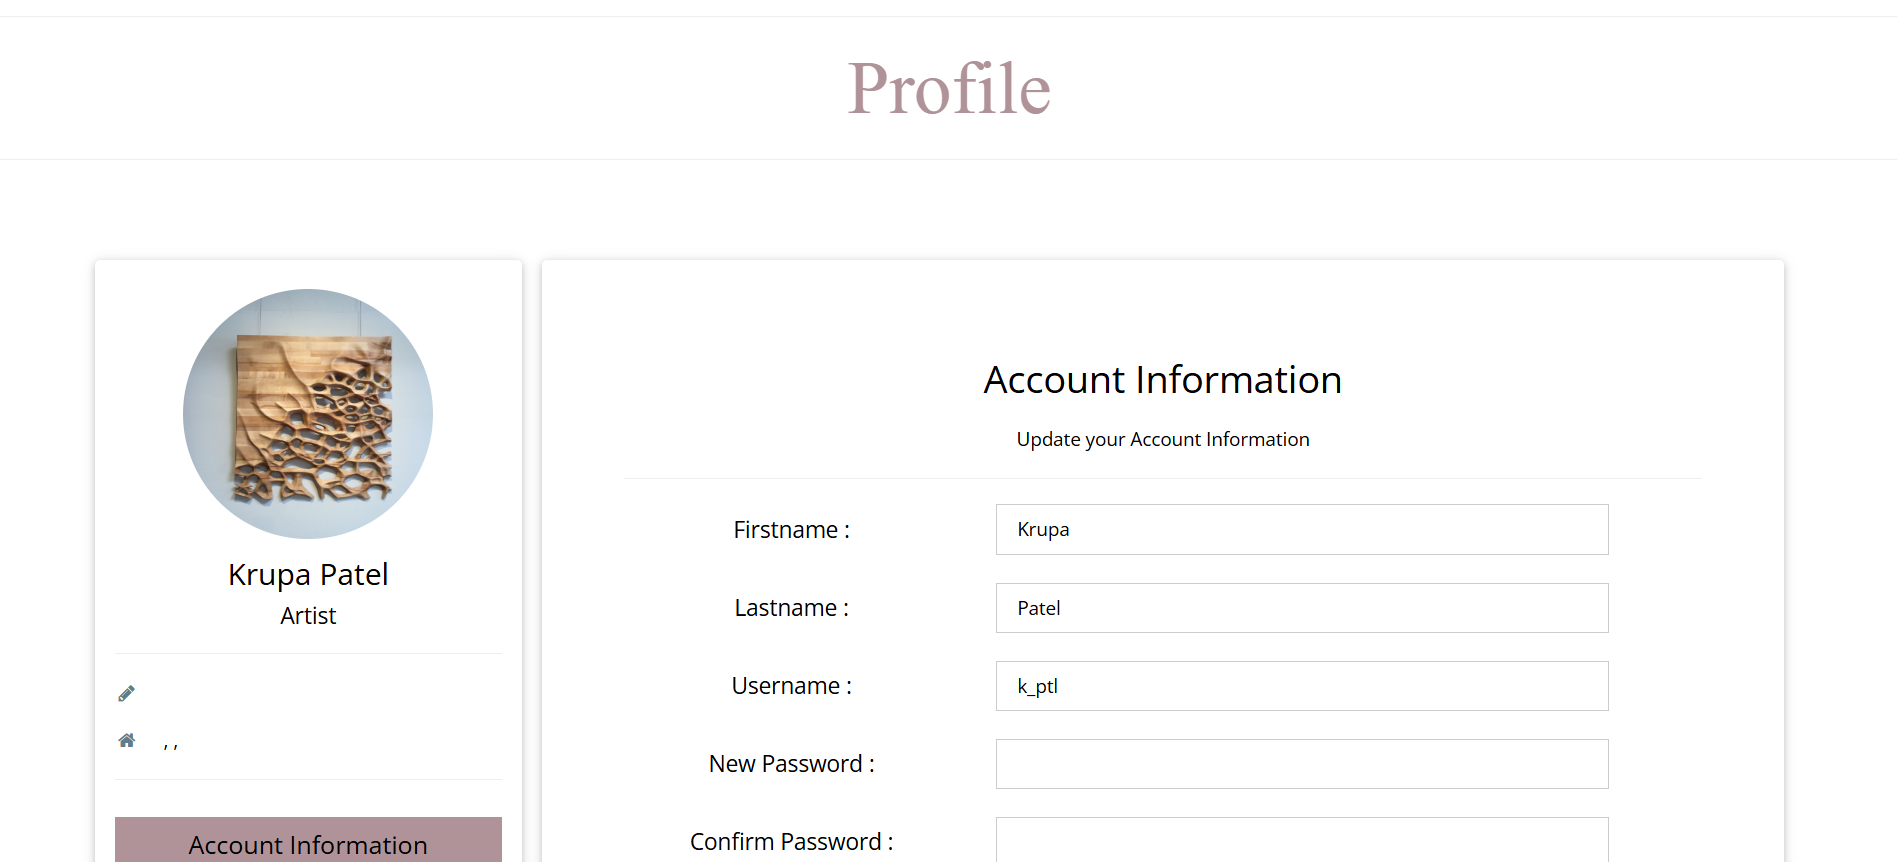 Profile
Krupa Patel
Artist
, ,
Account Information
Account Information
Update your Account Information
Firstname :
Krupa
Lastname :
Patel
Username :
k_ptl
New Password :
Confirm Password :